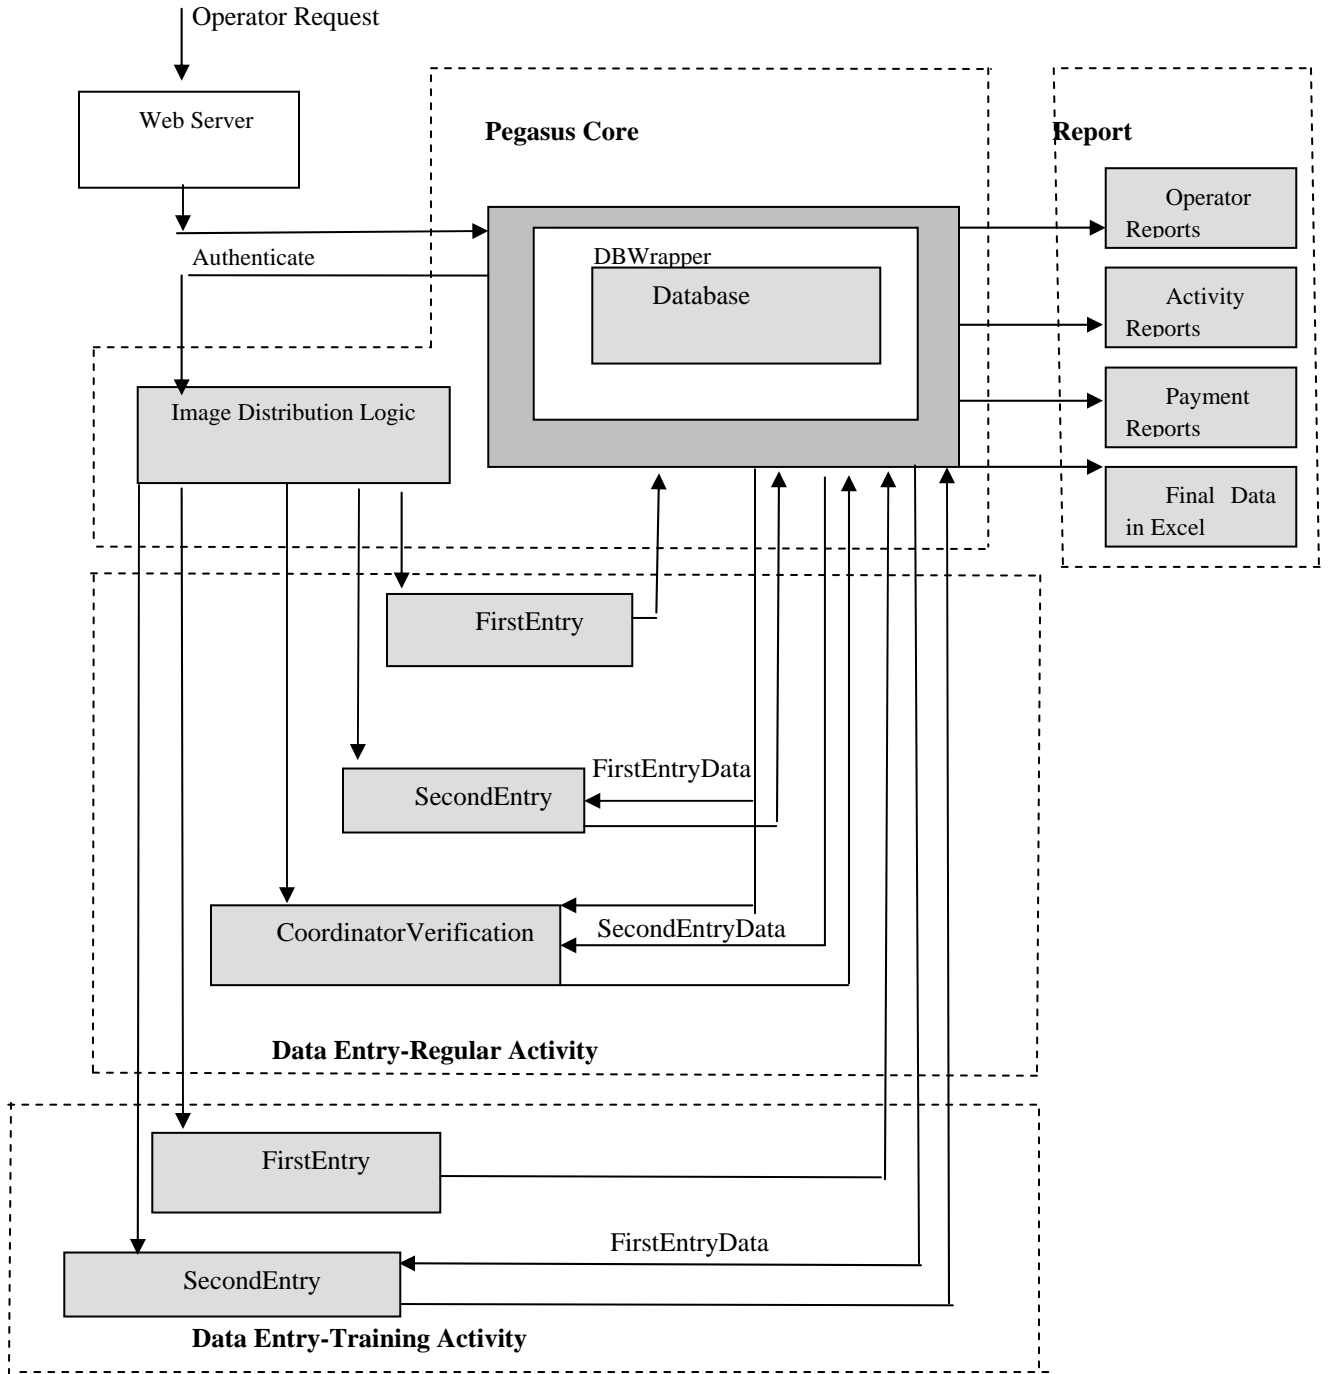 Operator Request
Web Server
Pegasus Core
Report
Operator
Reports
Authenticate
DBWrapper
Database
Activity
Reports
Image Distribution Logic
Payment
Reports
Final Data
in Excel
FirstEntry
FirstEntryData
SecondEntry
SecondEntryData
CoordinatorVerification
Data Entry-Regular Activity
FirstEntry
FirstEntryData
SecondEntry
Data Entry-Training Activity